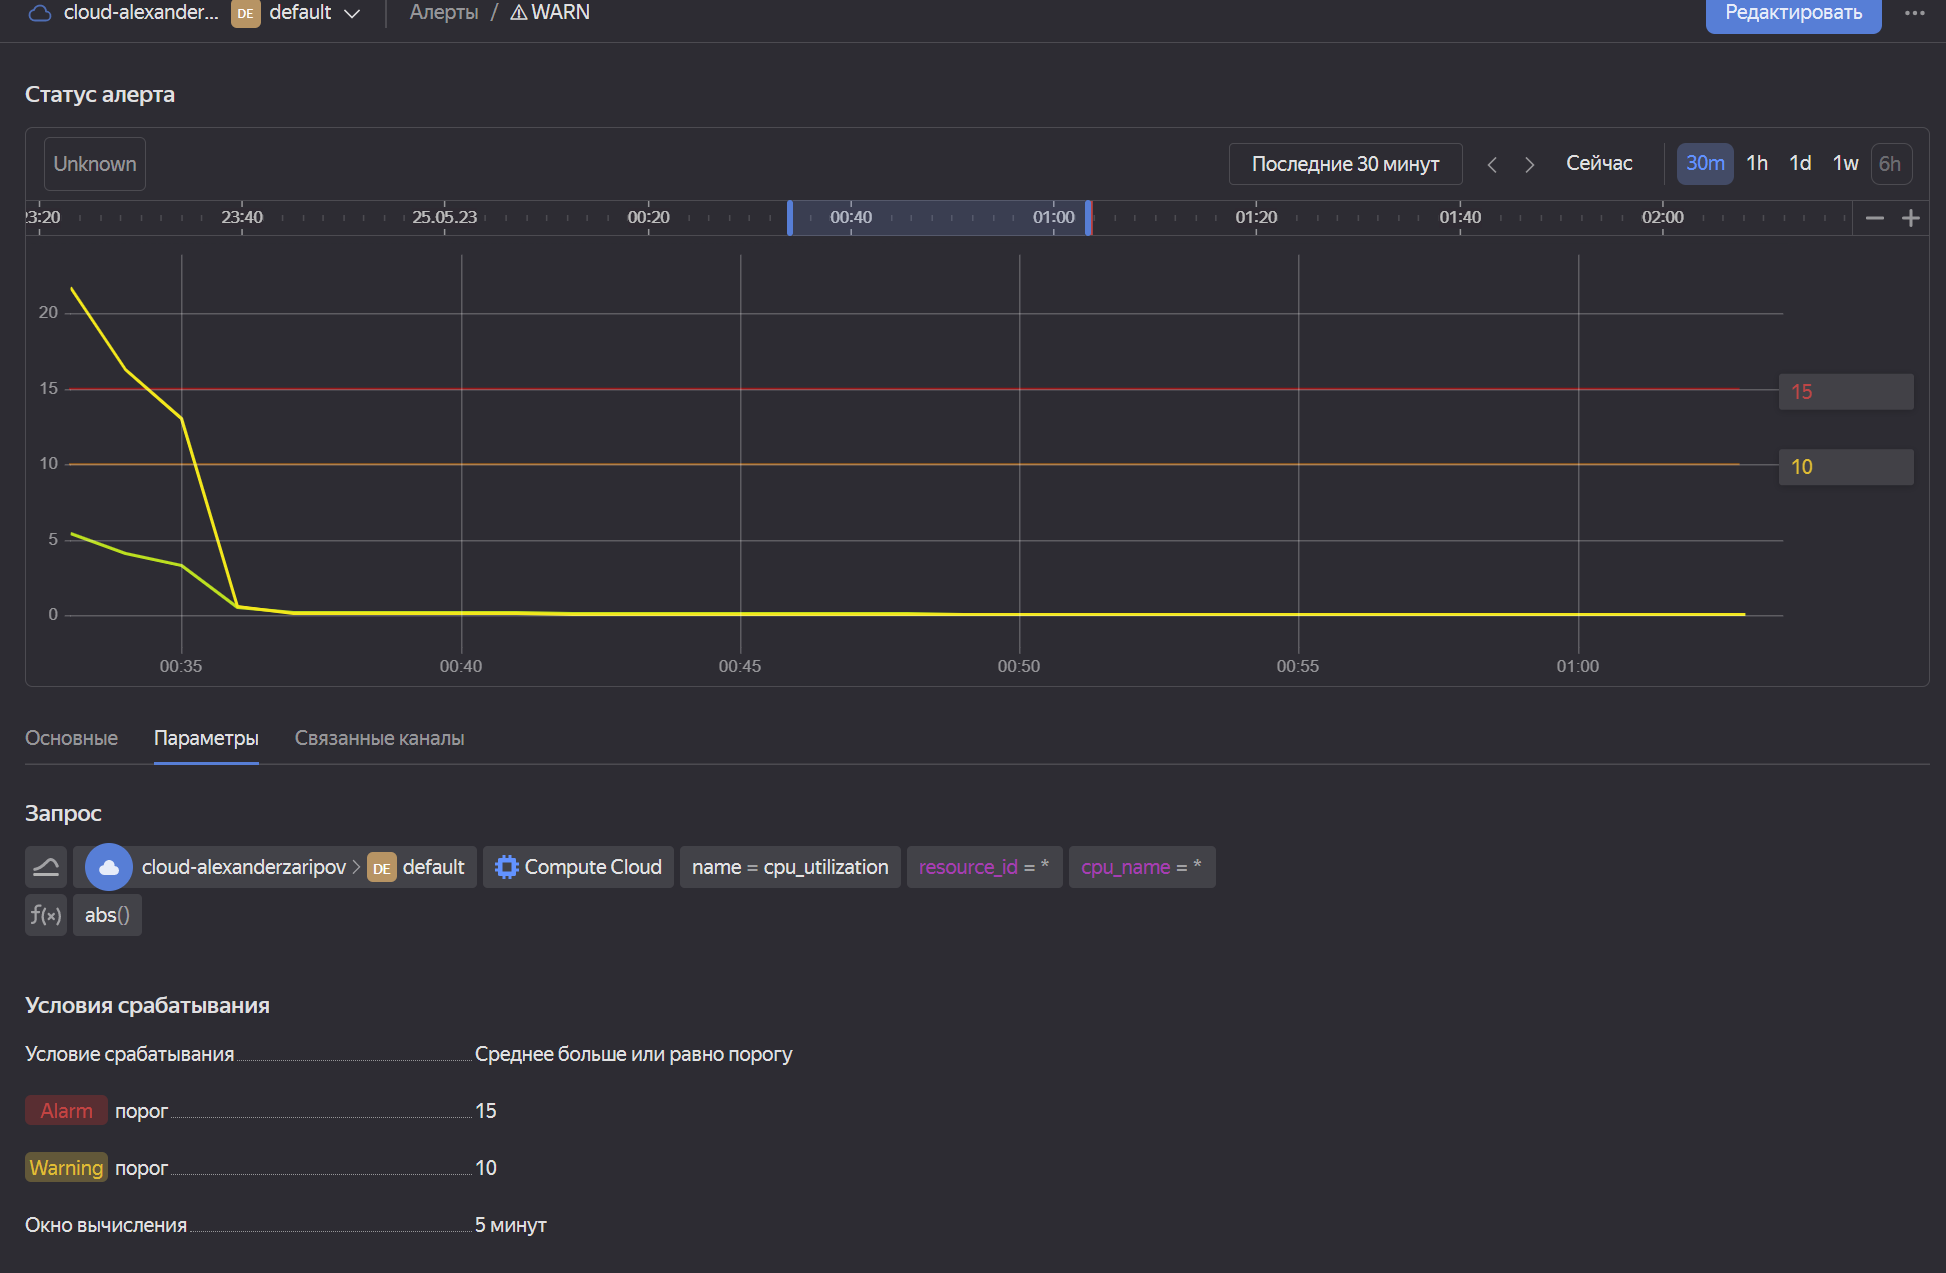 cloud-alexander... DE default Алерты / WARN Редактировать
Статус алерта
Unknown Последние 30 минут Сейчас 30m 1h 1d 1w 6h
23:20 23:40 25.05.23 00:20 00:40 01:00 01:20 01:40 02:00
20
15 15
10 10
5
0
00:35 00:40 00:45 00:50 00:55 01:00
Основные Параметры Связанные каналы
Запрос
cloud-alexanderzaripov > DE default Compute Cloud name = cpu_utilization resource_id = * cpu_name = *
f(x) abs()
Условия срабатывания
Условие срабатывания Среднее больше или равно порогу
Alarm порог 15
Warning порог 10
Окно вычисления 5 минут